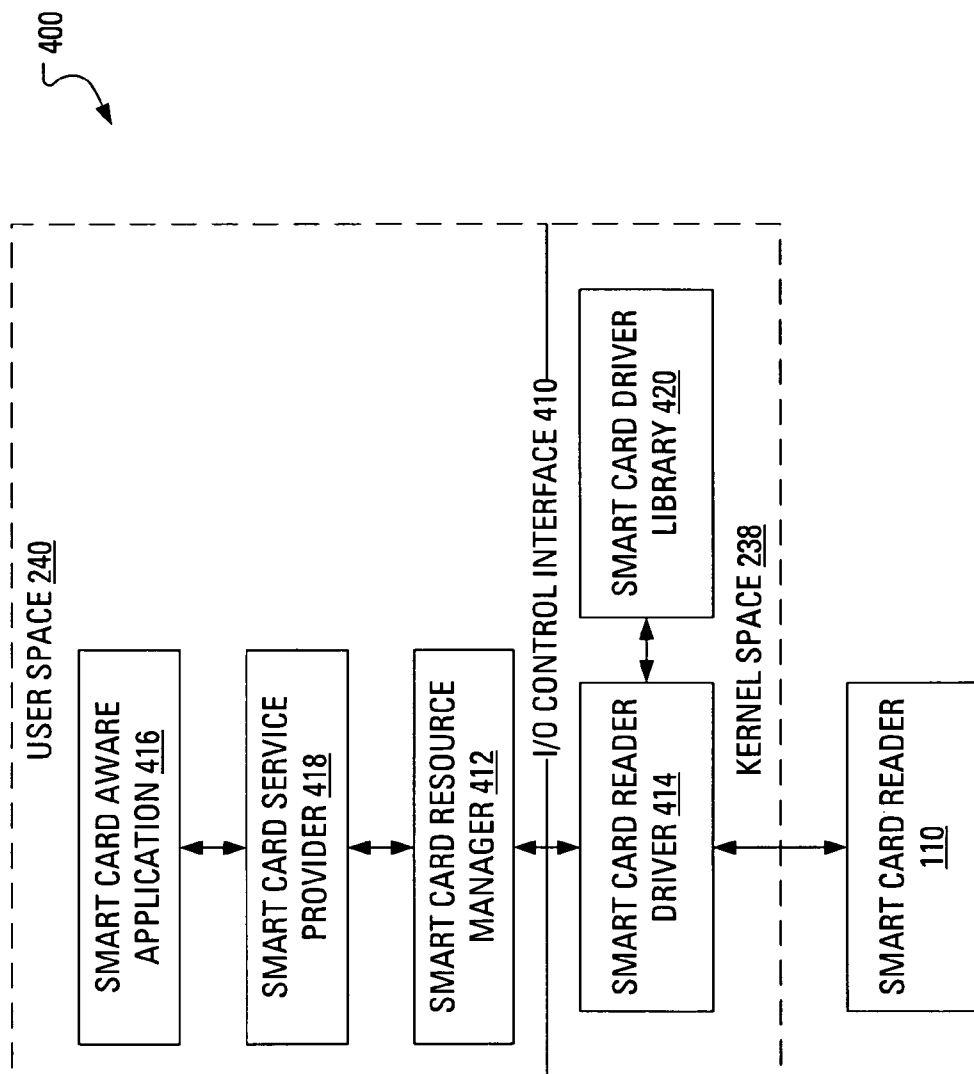 400
USER SPACE 240
SMART CARD AWARE
APPLICATION 416
SMART CARD SERVICE
PROVIDER 418
SMART CARD RESOURCE
MANAGER 412
I/O CONTROL INTERFACE 410
SMART CARD READER
DRIVER 414
SMART CARD DRIVER
LIBRARY 420
KERNEL SPACE 238
SMART CARD READER
110